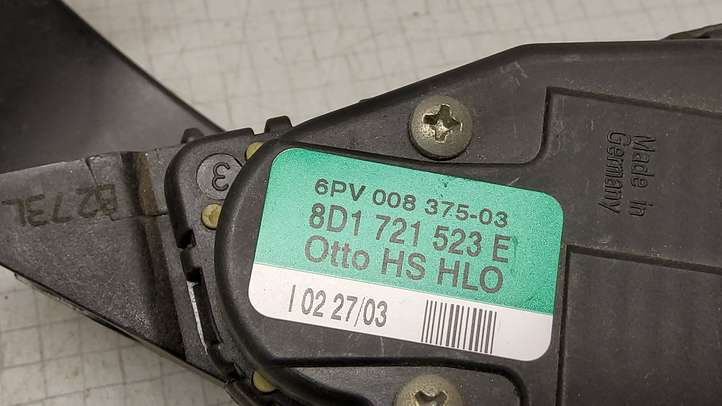 6PV 008 375-03
8D1 721 523 E
Otto HS HLO
I 02 27/03
Made in
Germany
3
B273L